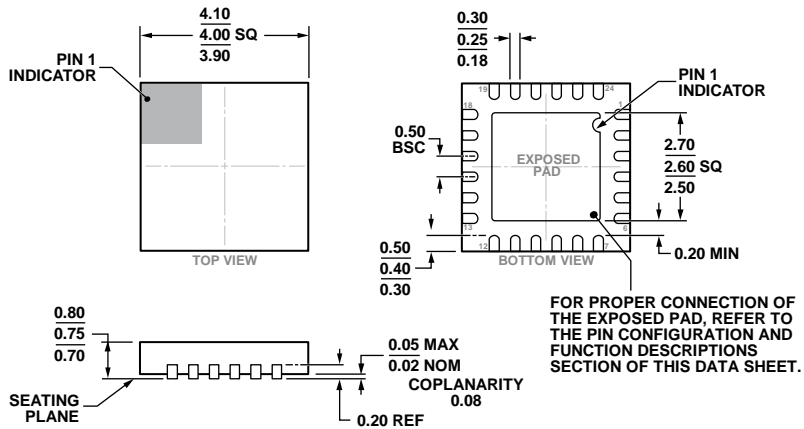 4.10
4.00 SQ
3.90
PIN 1
INDICATOR
TOP VIEW
0.30
0.25
0.18
PIN 1
INDICATOR
19
24
18
1
0.50
BSC
EXPOSED
PAD
2.70
2.60 SQ
2.50
13
6
12
7
BOTTOM VIEW
0.50
0.40
0.30
0.20 MIN
FOR PROPER CONNECTION OF
THE EXPOSED PAD, REFER TO
THE PIN CONFIGURATION AND
FUNCTION DESCRIPTIONS
SECTION OF THIS DATA SHEET.
0.80
0.75
0.70
0.05 MAX
0.02 NOM
COPLANARITY
0.08
SEATING
PLANE
0.20 REF